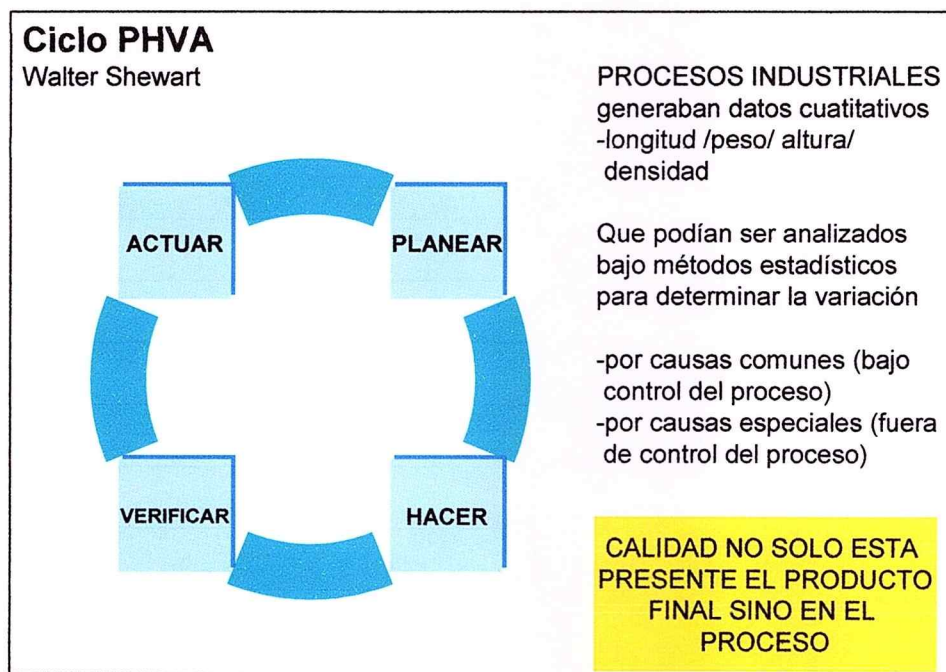 Ciclo PHVA
Walter Shewart
ACTUAR
PLANEAR
VERIFICAR
HACER
PROCESOS INDUSTRIALES
generaban datos cuatitativos
-longitud /peso/ altura/
densidad
Que podían ser analizados
bajo métodos estadísticos
para determinar la variación
-por causas comunes (bajo
control del proceso)
-por causas especiales (fuera
de control del proceso)
CALIDAD NO SOLO ESTA
PRESENTE EL PRODUCTO
FINAL SINO EN EL
PROCESO